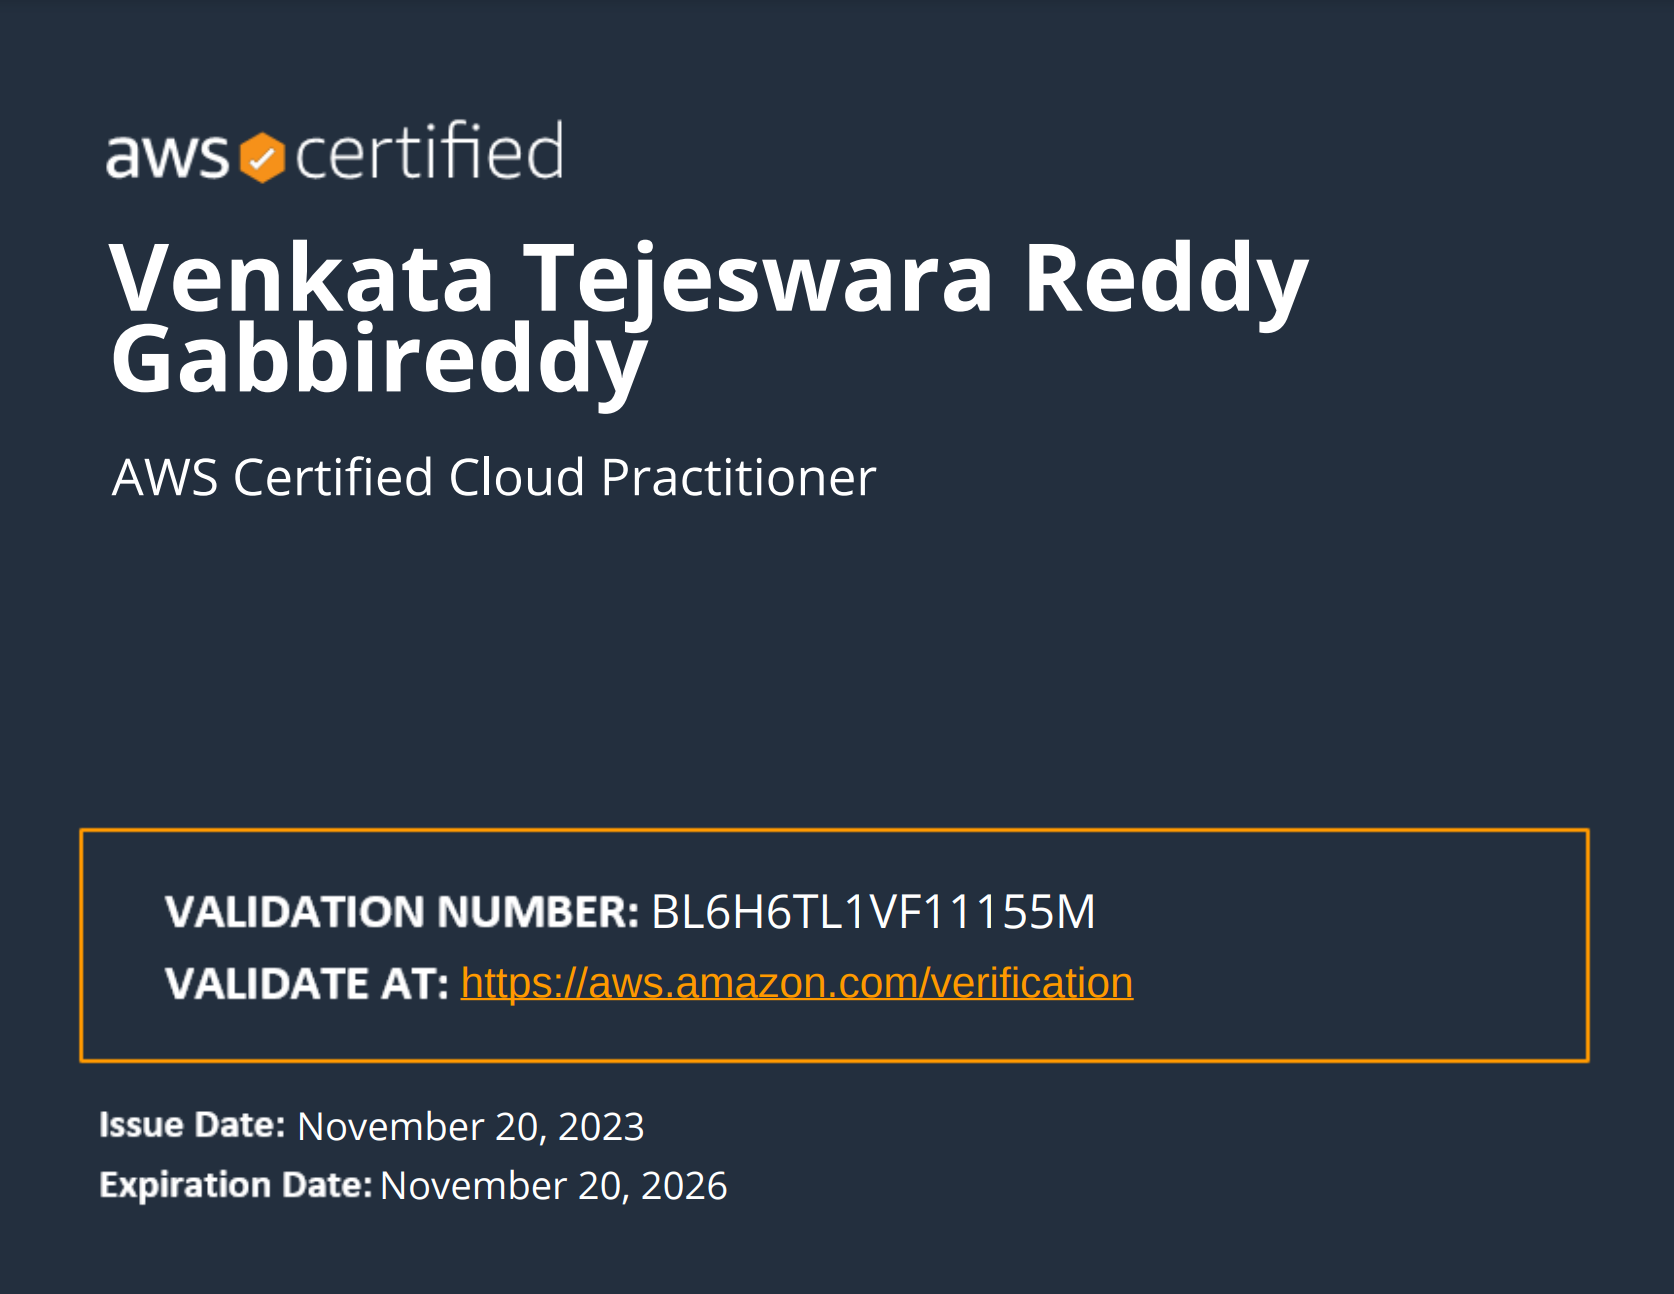 aws certified
Venkata Tejeswara Reddy
Gabbireddy
AWS Certified Cloud Practitioner
VALIDATION NUMBER: BL6H6TL1VF11155M
VALIDATE AT: https://aws.amazon.com/verification
Issue Date: November 20, 2023
Expiration Date: November 20, 2026